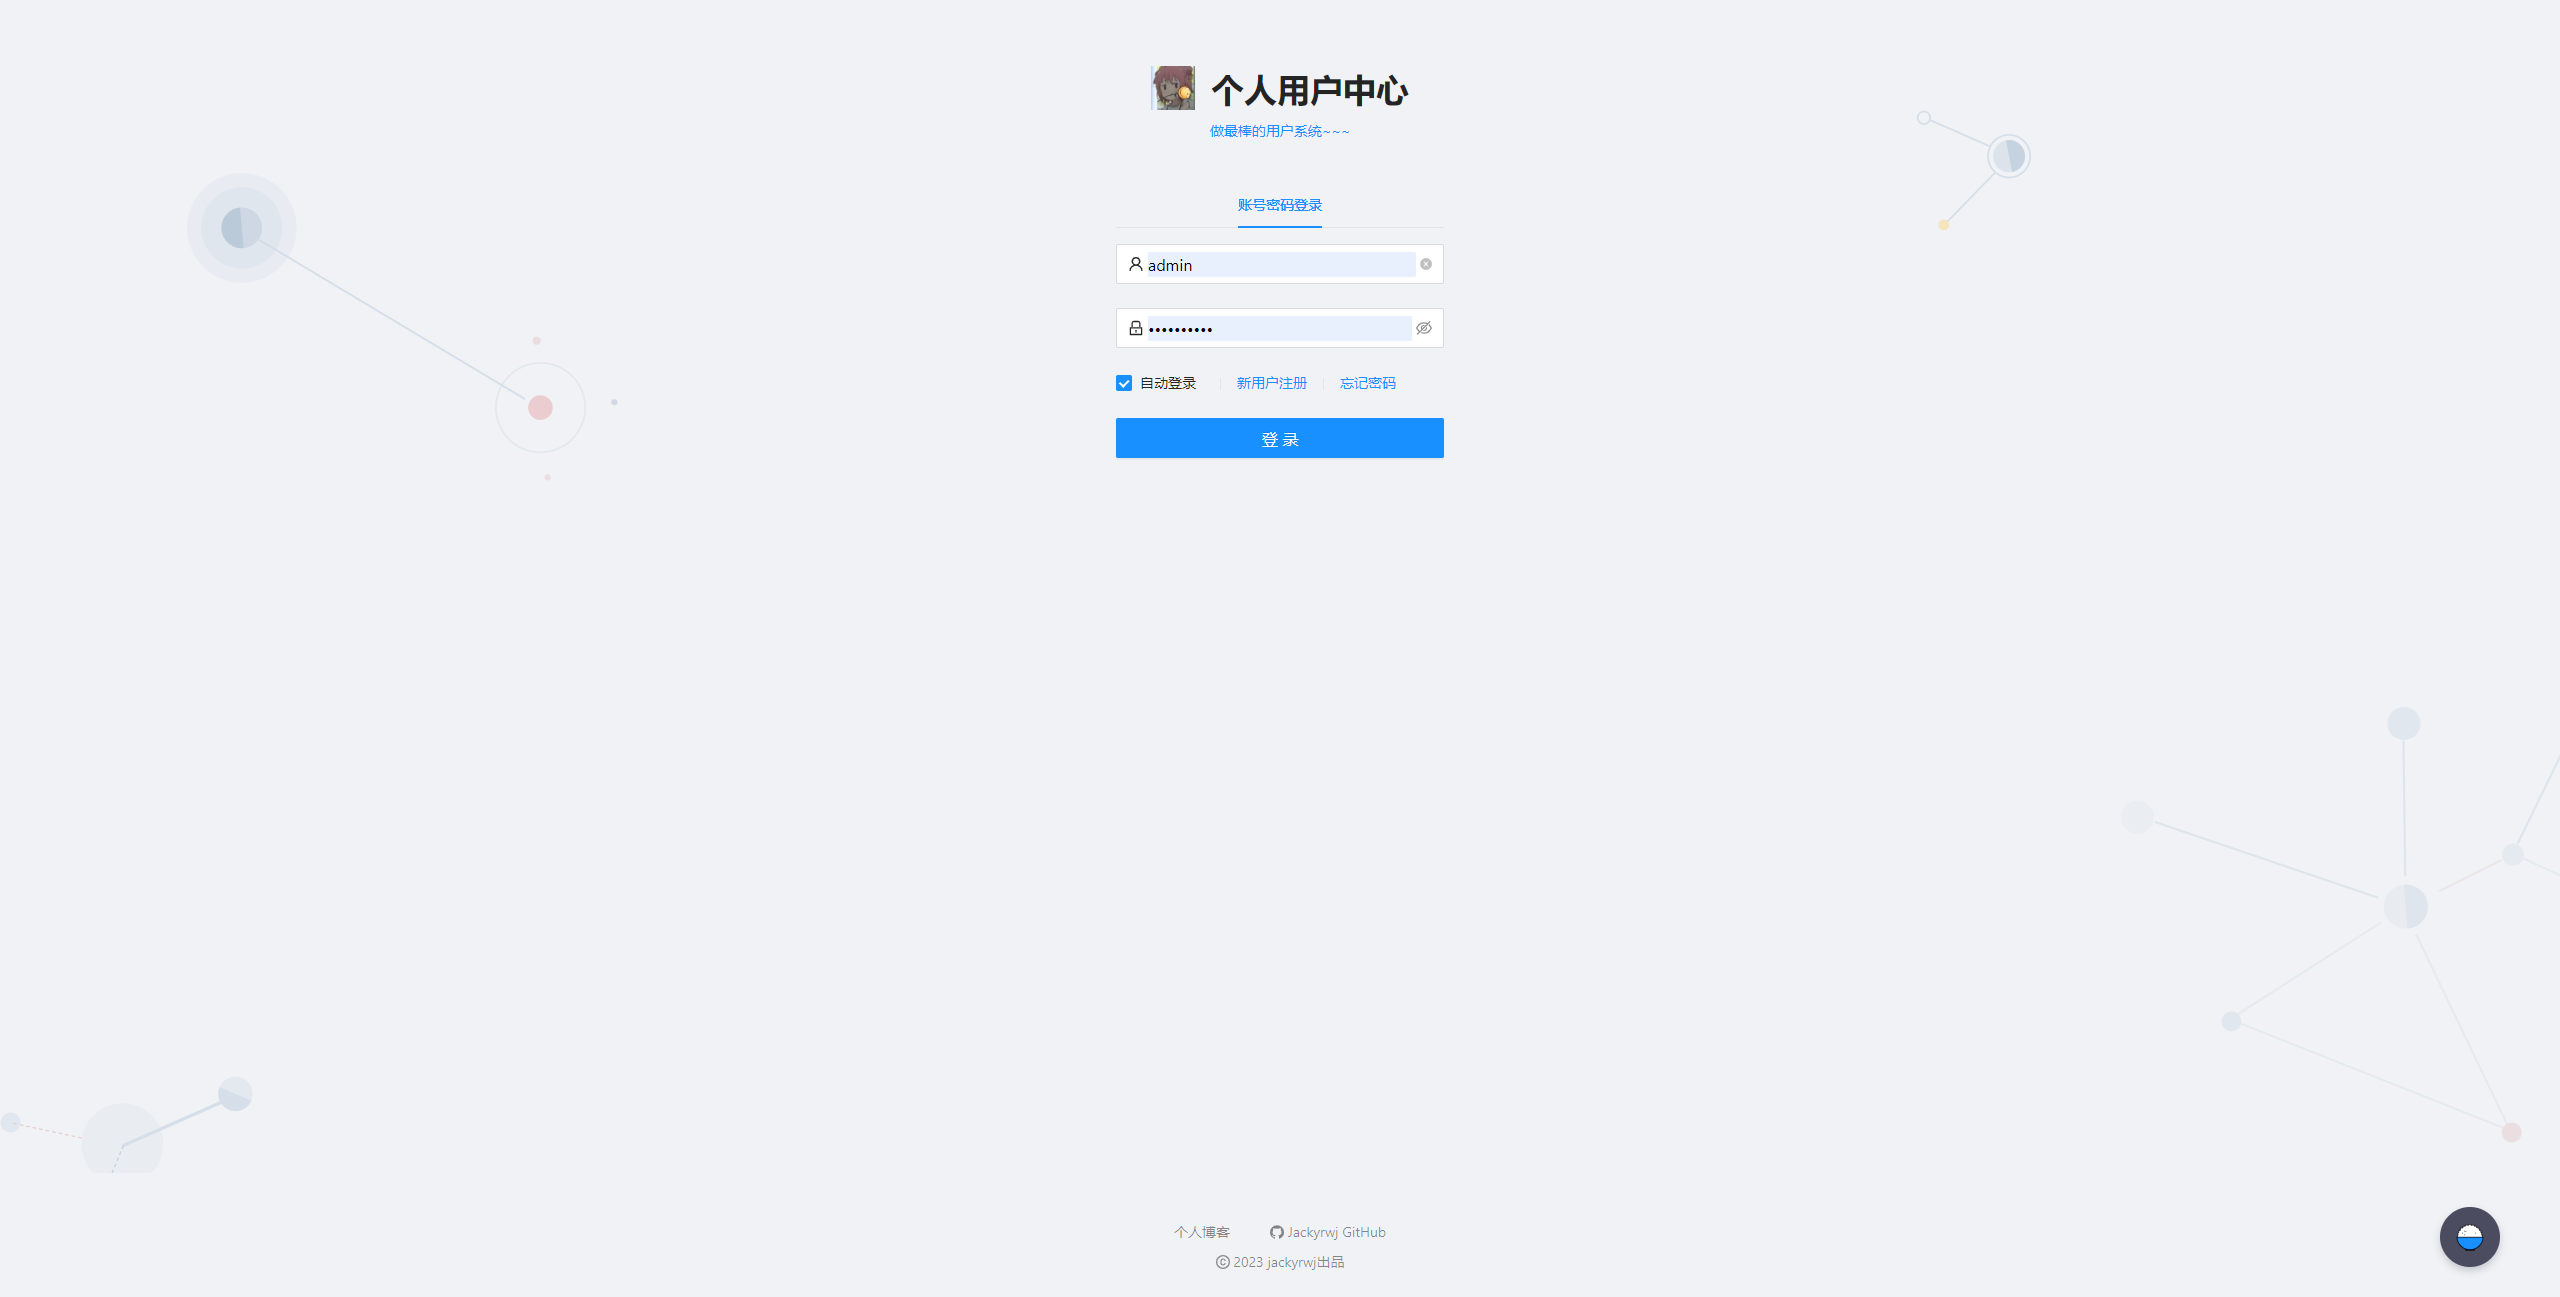 个人用户中心
做最棒的用户系统~~~
账号密码登录
admin
••••••••••
自动登录 新用户注册 忘记密码
登 录
个人博客 Jackyrwj GitHub
© 2023 jackyrwj出品